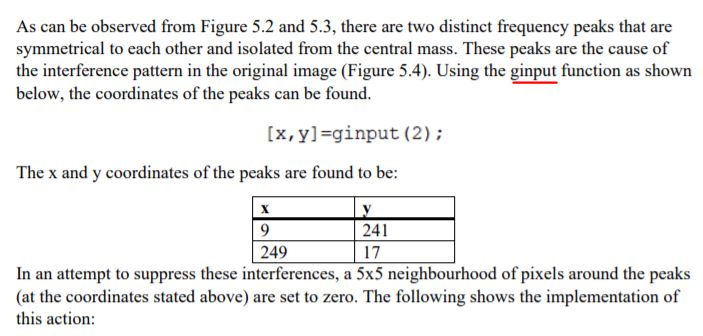 As can be observed from Figure 5.2 and 5.3, there are two distinct frequency peaks that are
symmetrical to each other and isolated from the central mass. These peaks are the cause of
the interference pattern in the original image (Figure 5.4). Using the ginput function as shown
below, the coordinates of the peaks can be found.
[x,y]=ginput(2);
The x and y coordinates of the peaks are found to be:
x y
9 241
249 17
In an attempt to suppress these interferences, a 5x5 neighbourhood of pixels around the peaks
(at the coordinates stated above) are set to zero. The following shows the implementation of
this action: